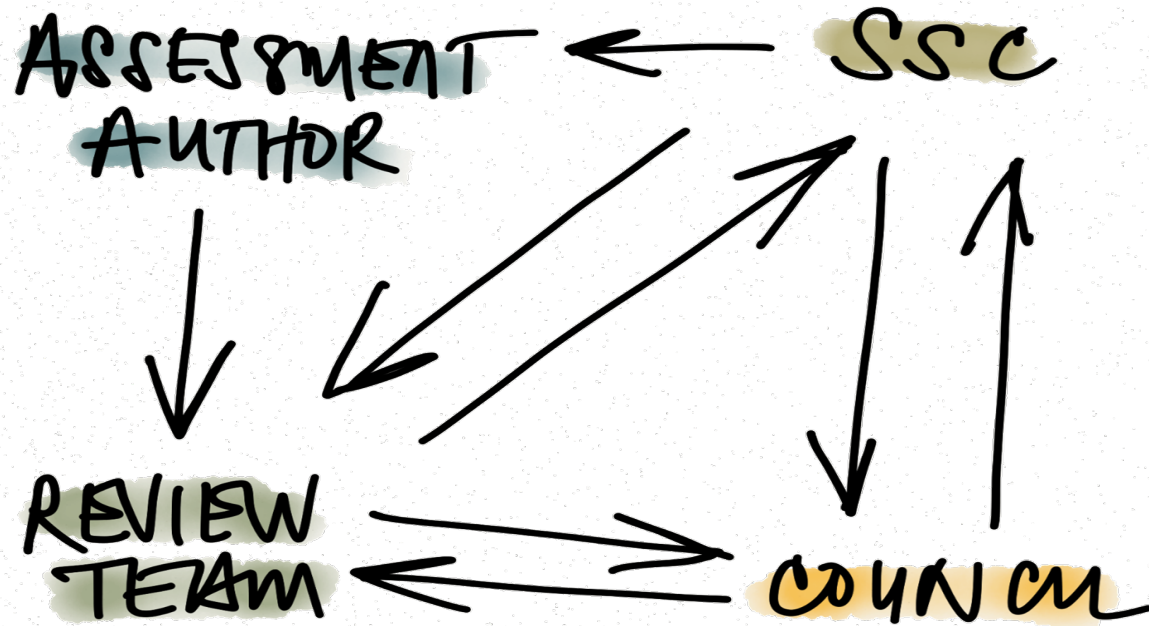 ASSESSMENT
AUTHOR
SSC
REVIEW
TEAM
COUNCIL